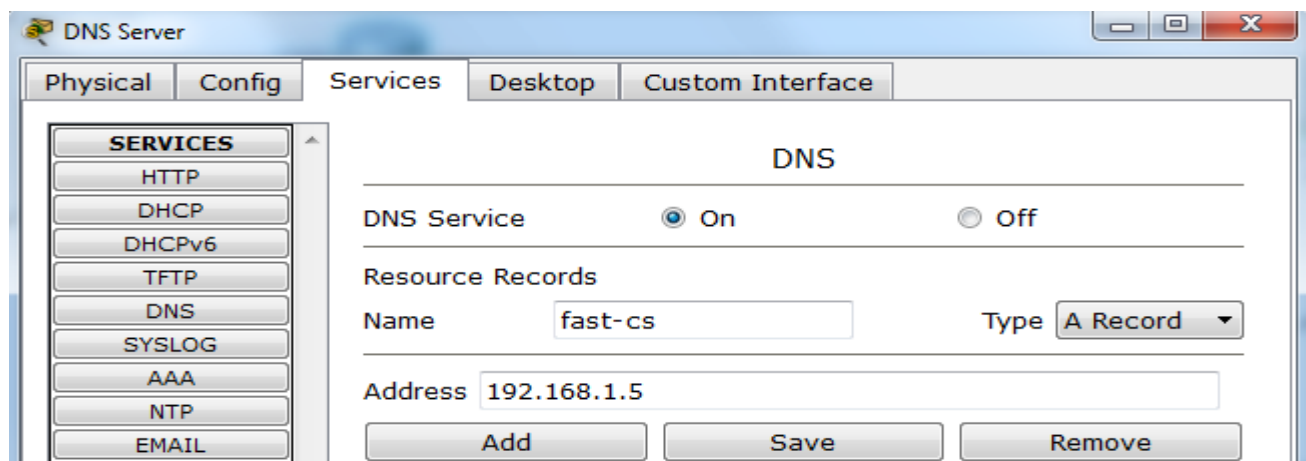 DNS Server
Physical Config Services Desktop Custom Interface
SERVICES
HTTP
DHCP
DHCPv6
TFTP
DNS
SYSLOG
AAA
NTP
EMAIL
DNS
DNS Service On Off
Resource Records
Name fast-cs Type A Record
Address 192.168.1.5
Add Save Remove